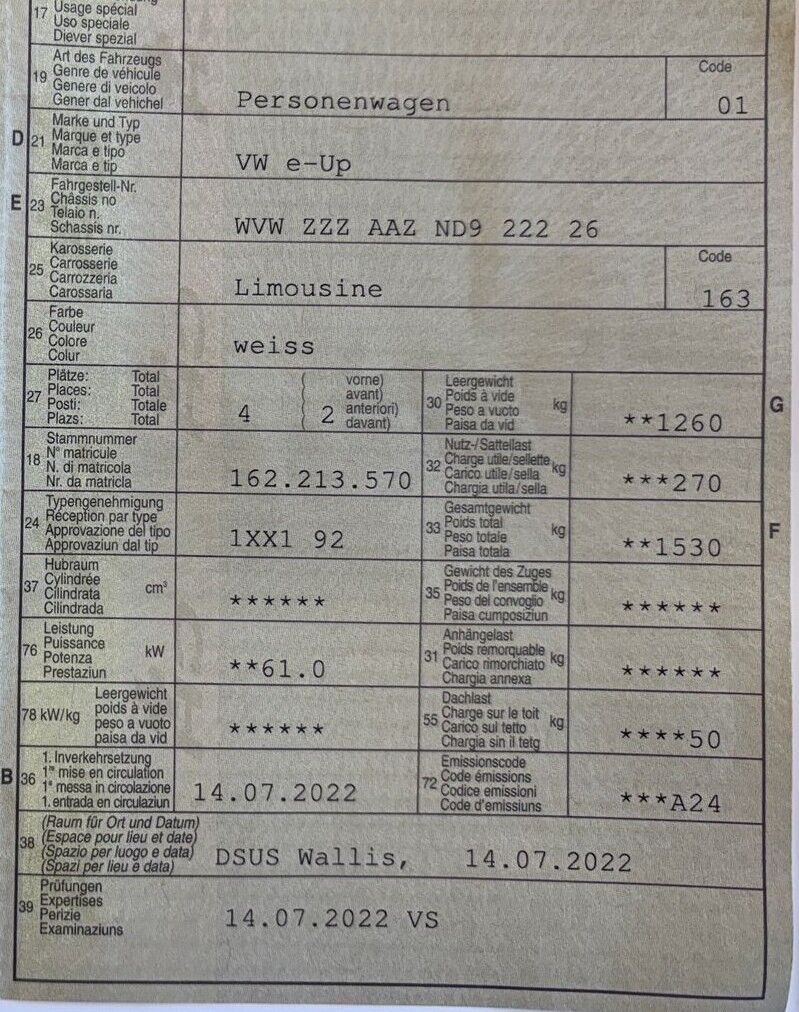 17 Usage spécial
Uso speciale
Diever spezial
19 Art des Fahrzeugs
Genre de véhicule
Genere di veicolo
Gener dal vehichel
Personenwagen
Code
01
D 21 Marke und Typ
Marque et type
Marca e tipo
Marca e tip
VW e-Up
E 23 Fahrgestell-Nr.
Châssis no
Telaio n.
Schassis nr.
WVW ZZZ AAZ ND9 222 26
25 Karosserie
Carrosserie
Carrozzeria
Carossaria
Limousine
Code
163
26 Farbe
Couleur
Colore
Colur
weiss
27 Plätze: Total
Places: Total
Posti: Totale
Plazs: Total
4
( vorne)
avant)
anteriori)
( 2 davant)
30 Leergewicht
Poids à vide
Peso a vuoto
Paisa da vid
kg
**1260
G
18 Stammnummer
N° matricule
N. di matricola
Nr. da matricla
162.213.570
32 Nutz-/Sattellast
Charge utile/sellette
Carico utile/sella
Chargia utila/sella
kg
***270
24 Typengenehmigung
Réception par type
Approvazione del tipo
Approvaziun dal tip
1XX1 92
33 Gesamtgewicht
Poids total
Peso totale
Paisa totala
kg
**1530
F
37 Hubraum
Cylindrée
Cilindrata
Cilindrada
cm³
******
35 Gewicht des Zuges
Poids de l'ensemble
Peso del convoglio
Paisa cumposiziun
kg
******
76 Leistung
Puissance
Potenza
Prestaziun
kW
**61.0
31 Anhängelast
Poids remorquable
Carico rimorchiato
Chargia annexa
kg
******
78 kW/kg
Leergewicht
poids à vide
peso a vuoto
paisa da vid
******
55 Dachlast
Charge sur le toit
Carico sul tetto
Chargia sin il tetg
kg
****50
B 36 1. Inverkehrsetzung
1re mise en circulation
1a messa in circolazione
1. entrada en circulaziun
14.07.2022
72 Emissionscode
Code émissions
Codice emissioni
Code d'emissiuns
***A24
38 (Raum für Ort und Datum)
(Espace pour lieu et date)
(Spazio per luogo e data)
(Spazi per lieu e data)
DSUS Wallis, 14.07.2022
39 Prüfungen
Expertises
Perizie
Examinaziuns
14.07.2022 VS